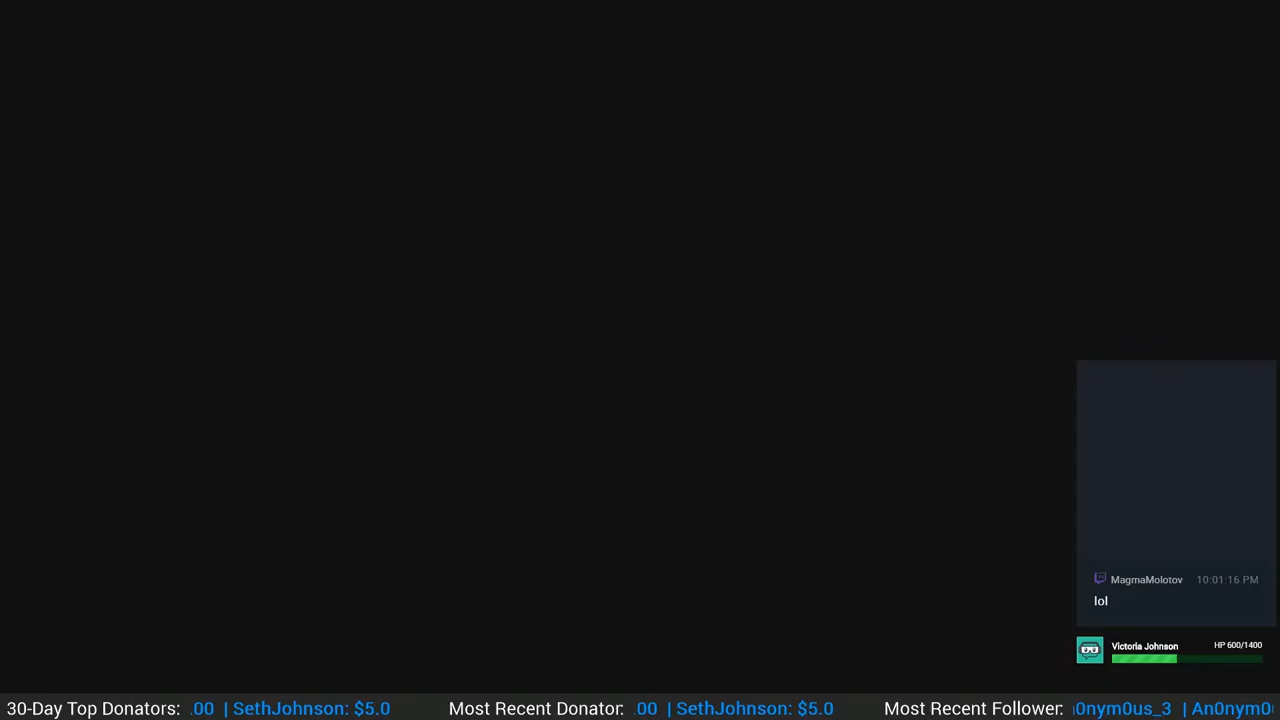 MagmaMolotov 10:01:16 PM
lol
Victoria Johnson HP 600/1400
30-Day Top Donators: .00 | SethJohnson: $5.0 Most Recent Donator: .00 | SethJohnson: $5.0 Most Recent Follower: n0nym0us_3 | An0nym0